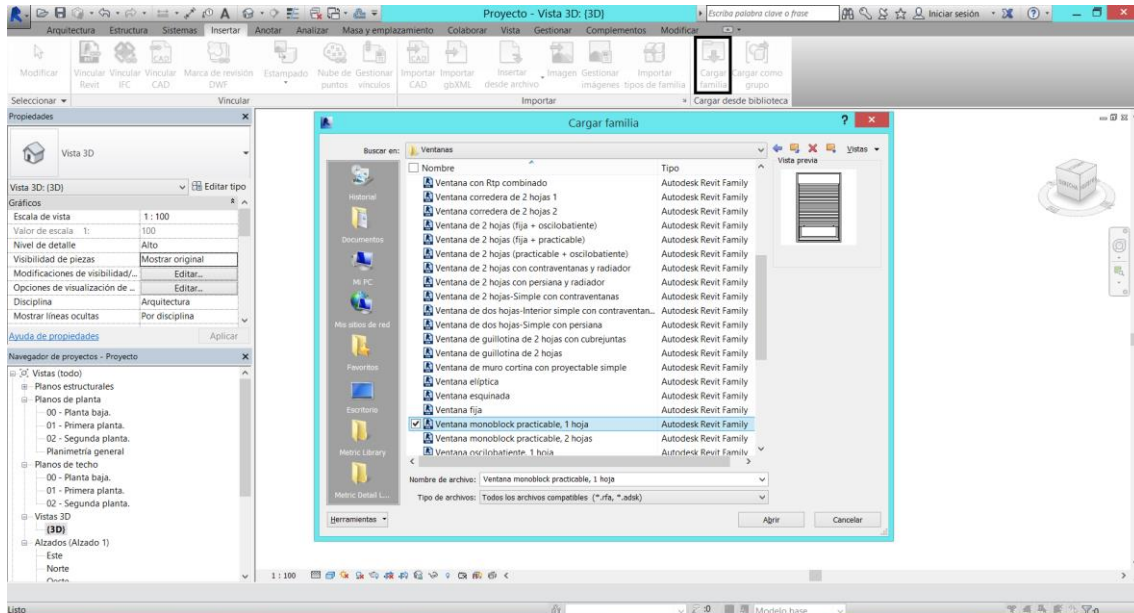 Proyecto - Vista 3D: {3D}
Escriba palabra clave o frase
Iniciar sesión
Arquitectura Estructura Sistemas Insertar Anotar Analizar Masa y emplazamiento Colaborar Vista Gestionar Complementos Modificar
Modificar
Vincular Revit
Vincular IFC
Vincular CAD
Marca de revisión DWF
Estampado
Nube de puntos
Gestionar vínculos
Importar CAD
Importar gbXML
Insertar desde archivo
Imagen
Gestionar imágenes
Importar tipos de familia
Cargar familia
Cargar como grupo
Seleccionar
Vincular
Importar
Cargar desde biblioteca
Propiedades
Vista 3D
Vista 3D: {3D}
Editar tipo
Gráficos
Escala de vista 1 : 100
Valor de escala 1: 100
Nivel de detalle Alto
Visibilidad de piezas Mostrar original
Modificaciones de visibilidad/... Editar...
Opciones de visualización de ... Editar...
Disciplina Arquitectura
Mostrar líneas ocultas Por disciplina
Ayuda de propiedades Aplicar
Navegador de proyectos - Proyecto
Vistas (todo)
Planos estructurales
Planos de planta
00 - Planta baja.
01 - Primera planta.
02 - Segunda planta.
Planimetría general
Planos de techo
00 - Planta baja.
01 - Primera planta.
02 - Segunda planta.
Vistas 3D
{3D}
Alzados (Alzado 1)
Este
Norte
Oeste
Cargar familia
Buscar en: Ventanas
Vistas
Vista previa
Historial
Documentos
Mi PC
Mis sitios de red
Favoritos
Escritorio
Metric Library
Metric Detail L...
Nombre Tipo
Ventana con Rtp combinado Autodesk Revit Family
Ventana corredera de 2 hojas 1 Autodesk Revit Family
Ventana corredera de 2 hojas 2 Autodesk Revit Family
Ventana de 2 hojas (fija + oscilobatiente) Autodesk Revit Family
Ventana de 2 hojas (fija + practicable) Autodesk Revit Family
Ventana de 2 hojas (practicable + oscilobatiente) Autodesk Revit Family
Ventana de 2 hojas con contraventanas y radiador Autodesk Revit Family
Ventana de 2 hojas con persiana y radiador Autodesk Revit Family
Ventana de 2 hojas-Simple con contraventanas Autodesk Revit Family
Ventana de dos hojas-Interior simple con contraventan... Autodesk Revit Family
Ventana de dos hojas-Simple con persiana Autodesk Revit Family
Ventana de guillotina de 2 hojas con cubrejuntas Autodesk Revit Family
Ventana de guillotina de 2 hojas Autodesk Revit Family
Ventana de muro cortina con proyectable simple Autodesk Revit Family
Ventana elíptica Autodesk Revit Family
Ventana esquinada Autodesk Revit Family
Ventana fija Autodesk Revit Family
Ventana monoblock practicable, 1 hoja Autodesk Revit Family
Ventana monoblock practicable, 2 hojas Autodesk Revit Family
Ventana oscilobatiente, 1 hoja Autodesk Revit Family
Nombre de archivo: Ventana monoblock practicable, 1 hoja
Tipo de archivos: Todos los archivos compatibles (*.rfa, *.adsk)
Herramientas
Abrir Cancelar
1 : 100
Listo
:0
Modelo base
:0